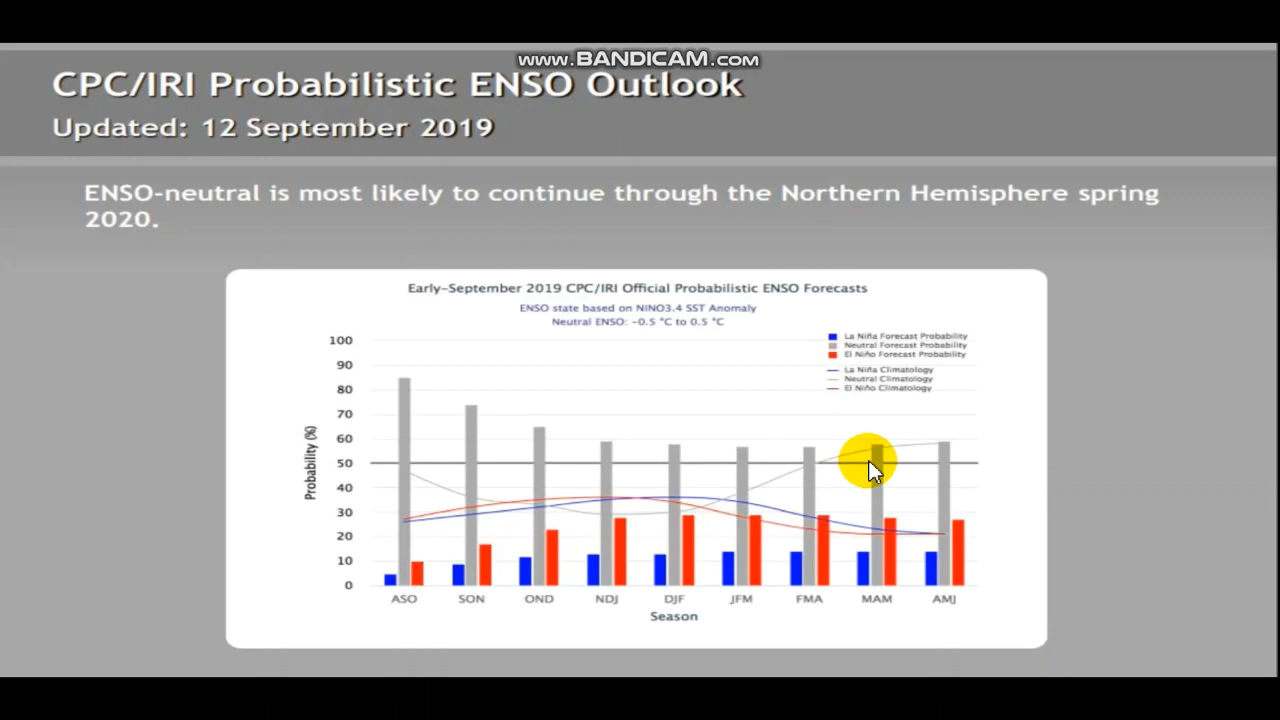 www.BANDICAM.com
CPC/IRI Probabilistic ENSO Outlook
Updated: 12 September 2019
ENSO-neutral is most likely to continue through the Northern Hemisphere spring
2020.
Early-September 2019 CPC/IRI Official Probabilistic ENSO Forecasts
ENSO state based on NINO3.4 SST Anomaly
Neutral ENSO: -0.5 °C to 0.5 °C
La Niña Forecast Probability
Neutral Forecast Probability
El Niño Forecast Probability
La Niña Climatology
Neutral Climatology
El Niño Climatology
Probability (%)
100
90
80
70
60
50
40
30
20
10
0
ASO SON OND NDJ DJF JFM FMA MAM AMJ
Season